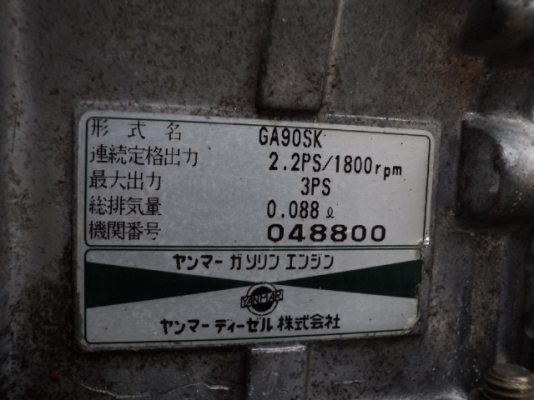 形式名 GA90SK
連続定格出力 2.2PS/1800rpm
最大出力 3PS
総排気量 0.088ℓ
機関番号 048800
ヤンマーガソリンエンジン
YANMAR
ヤンマーディーゼル株式会社